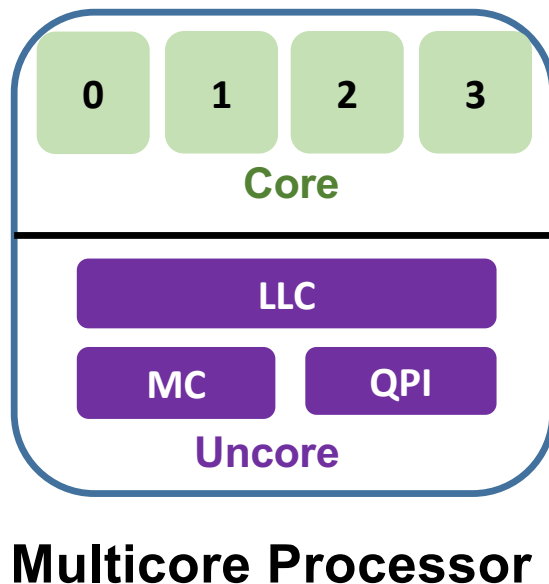 0 1 2 3
Core
LLC
MC QPI
Uncore
Multicore Processor